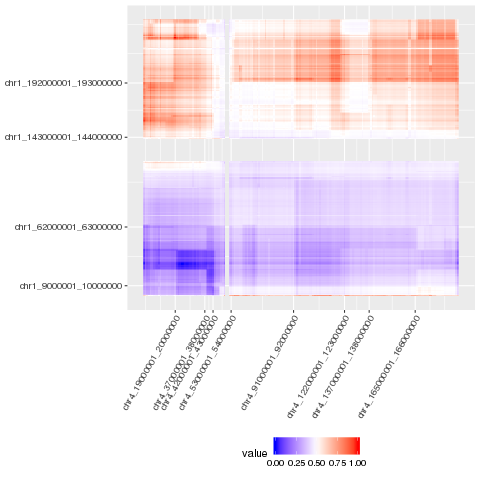 chr1_192000001_193000000
chr1_143000001_144000000
chr1_62000001_63000000
chr1_9000001_10000000
chr4_19000001_20000000
chr4_37000001_38000000
chr4_42000001_43000000
chr4_53000001_54000000
chr4_91000001_92000000
chr4_122000001_123000000
chr4_137000001_138000000
chr4_165000001_166000000
value
0.00 0.25 0.50 0.75 1.00